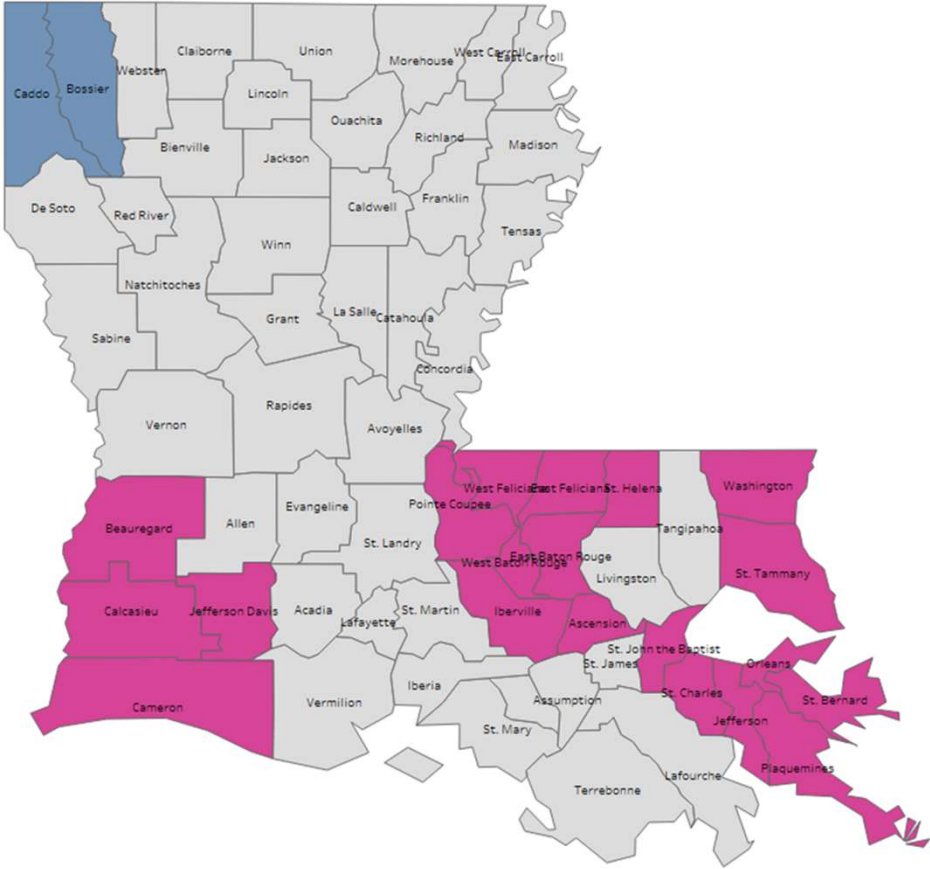 Claiborne
Union
Morehouse
West Carroll
East Carroll
Webster
Caddo
Bossier
Lincoln
Ouachita
Richland
Madison
Bienville
Jackson
De Soto
Red River
Caldwell
Franklin
Tensas
Winn
Natchitoches
Grant
La Salle
Catahoula
Sabine
Concordia
Rapides
Vernon
Avoyelles
West Feliciana
East Feliciana
St. Helena
Washington
Pointe Coupee
Evangeline
Beauregard
Allen
Tangipahoa
St. Landry
East Baton Rouge
West Baton Rouge
Livingston
St. Tammany
Calcasieu
Jefferson Davis
Acadia
Lafayette
St. Martin
Iberville
Ascension
St. John the Baptist
St. James
Orleans
Iberia
St. Charles
Cameron
Vermilion
Assumption
St. Bernard
Jefferson
St. Mary
Plaquemines
Lafourche
Terrebonne